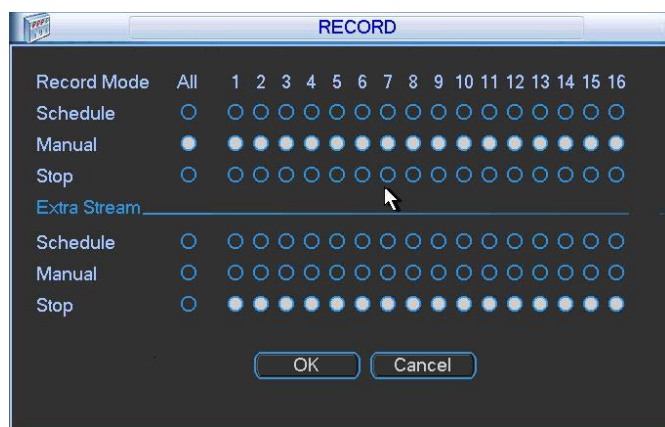 RECORD
Record Mode All 1 2 3 4 5 6 7 8 9 10 11 12 13 14 15 16
Schedule
Manual
Stop
Extra Stream
Schedule
Manual
Stop
OK Cancel